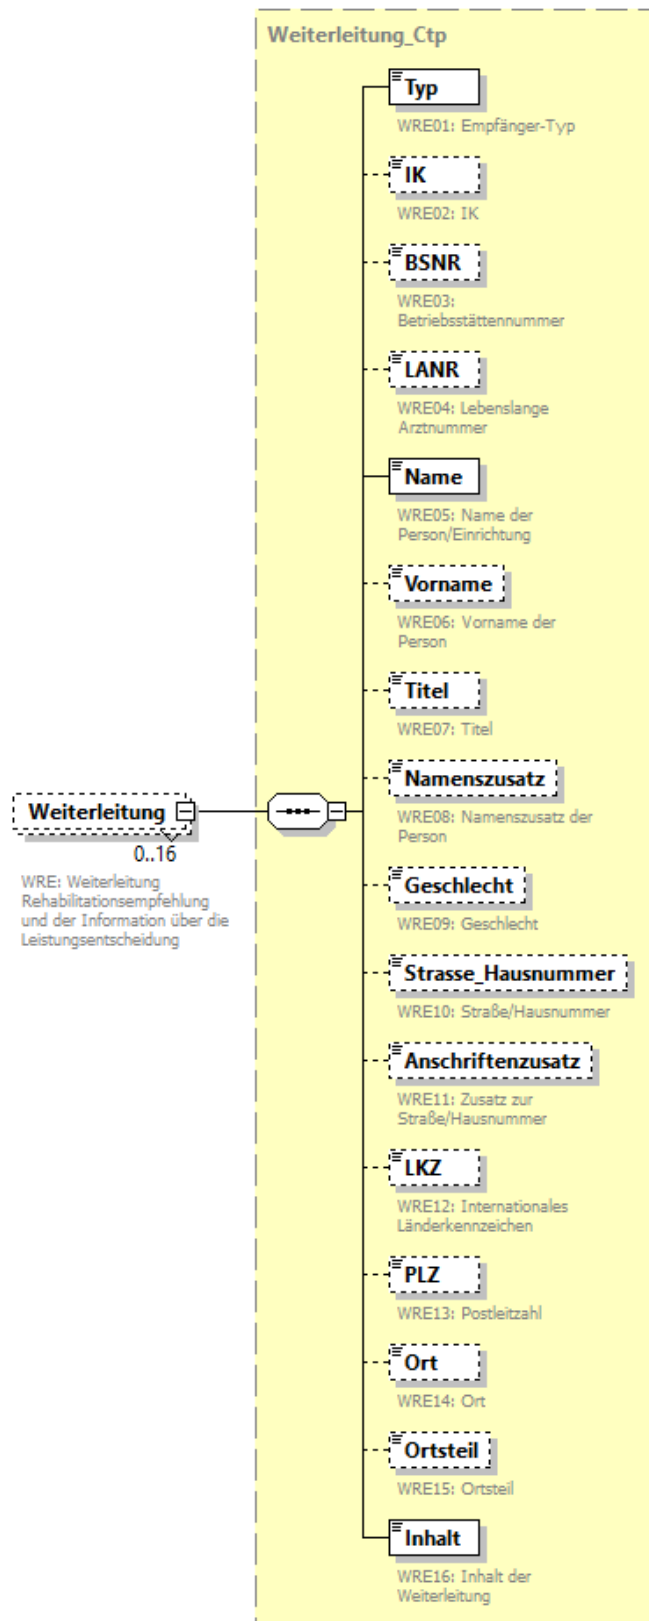 Weiterleitung_Ctp
Typ
WRE01: Empfänger-Typ
IK
WRE02: IK
BSNR
WRE03:
Betriebsstättennummer
LANR
WRE04: Lebenslange
Arztnummer
Name
WRE05: Name der
Person/Einrichtung
Vorname
WRE06: Vorname der
Person
Titel
WRE07: Titel
Namenszusatz
WRE08: Namenszusatz der
Person
Weiterleitung
0..16
WRE: Weiterleitung
Rehabilitationsempfehlung
und der Information über die
Leistungsentscheidung
Geschlecht
WRE09: Geschlecht
Strasse_Hausnummer
WRE10: Straße/Hausnummer
Anschriftenzusatz
WRE11: Zusatz zur
Straße/Hausnummer
LKZ
WRE12: Internationales
Länderkennzeichen
PLZ
WRE13: Postleitzahl
Ort
WRE14: Ort
Ortsteil
WRE15: Ortsteil
Inhalt
WRE16: Inhalt der
Weiterleitung